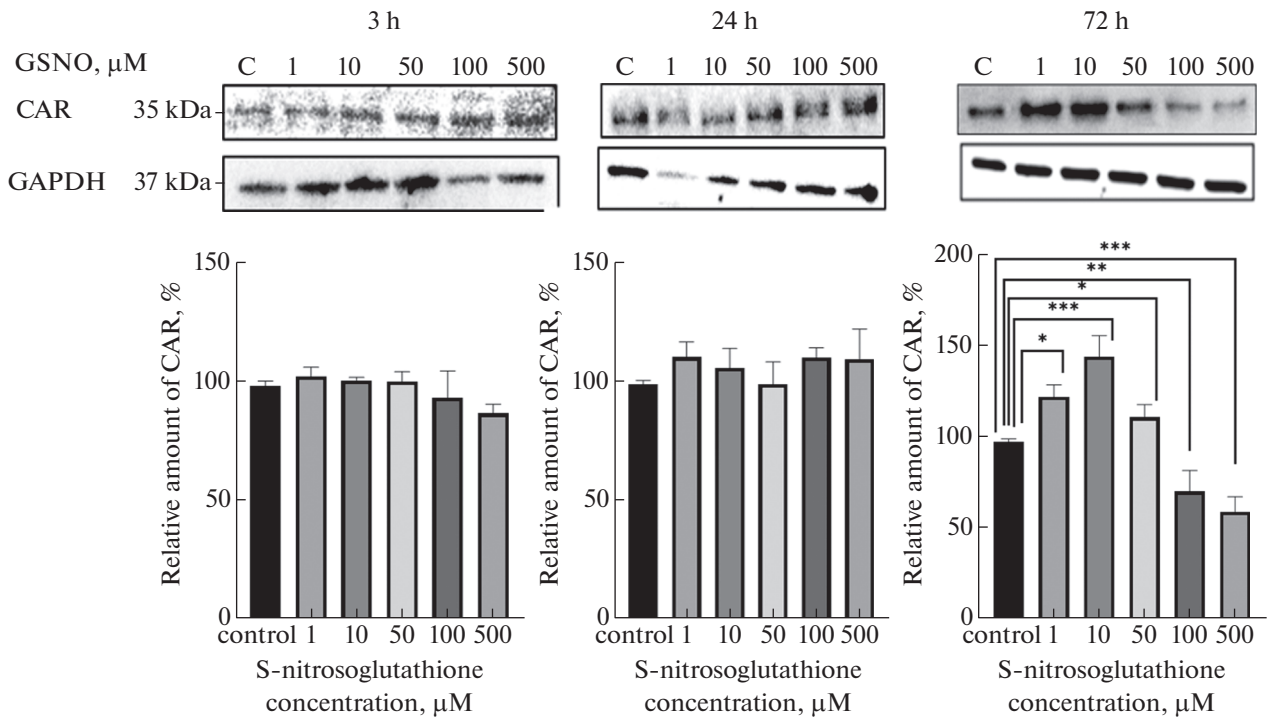 3 h 24 h 72 h
GSNO, μM C 1 10 50 100 500 C 1 10 50 100 500 C 1 10 50 100 500
CAR 35 kDa
GAPDH 37 kDa
Relative amount of CAR, %
150
100
50
0
control 1 10 50 100 500
S-nitrosoglutathione
concentration, μM
Relative amount of CAR, %
150
100
50
0
control 1 10 50 100 500
S-nitrosoglutathione
concentration, μM
Relative amount of CAR, %
200
150
100
50
0
***
**
*
***
*
control 1 10 50 100 500
S-nitrosoglutathione
concentration, μM